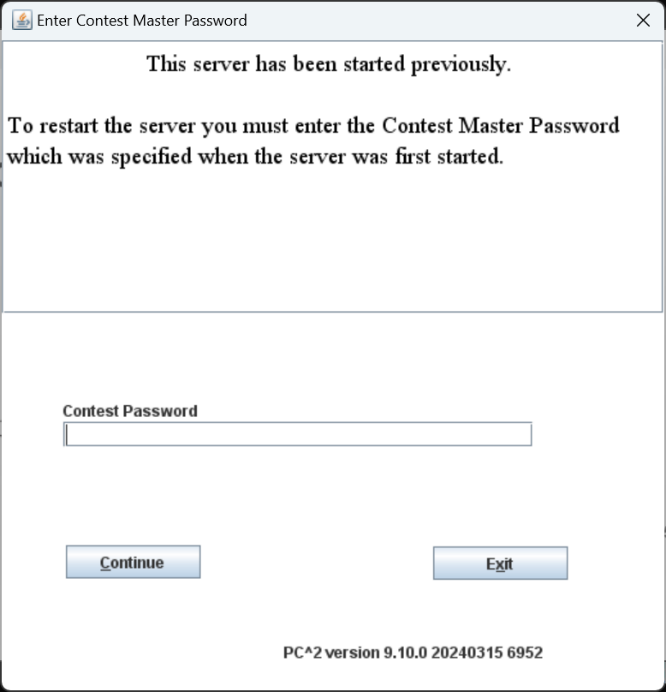 Enter Contest Master Password
This server has been started previously.
To restart the server you must enter the Contest Master Password
which was specified when the server was first started.
Contest Password
Continue
Exit
PC^2 version 9.10.0 20240315 6952